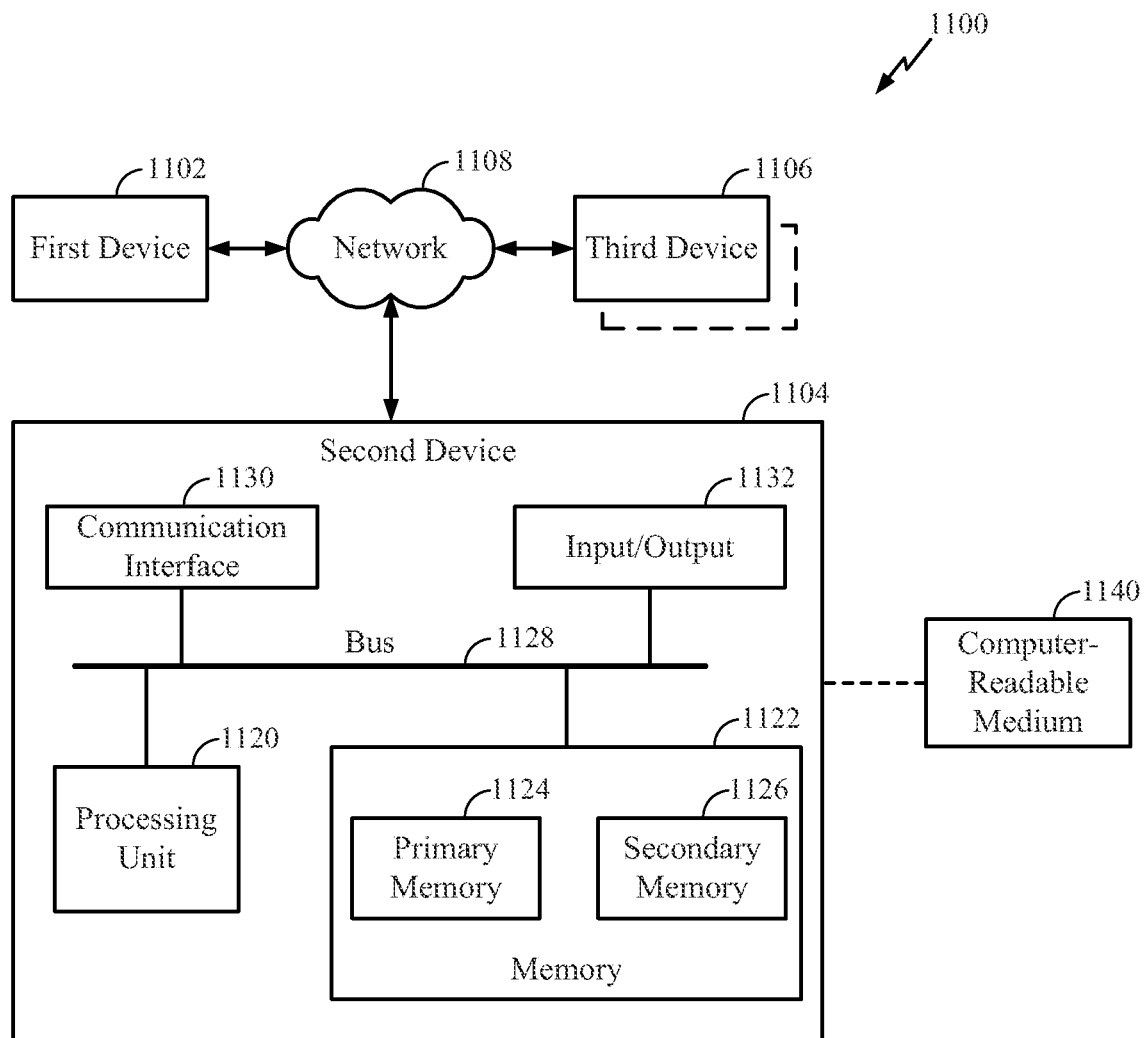 1100
1102
1108
1106
First Device
Network
Third Device
1104
Second Device
1130
1132
Communication
Interface
Input/Output
1140
Bus
1128
Computer-
Readable
Medium
1122
1120
1124
1126
Processing
Unit
Primary
Memory
Secondary
Memory
Memory